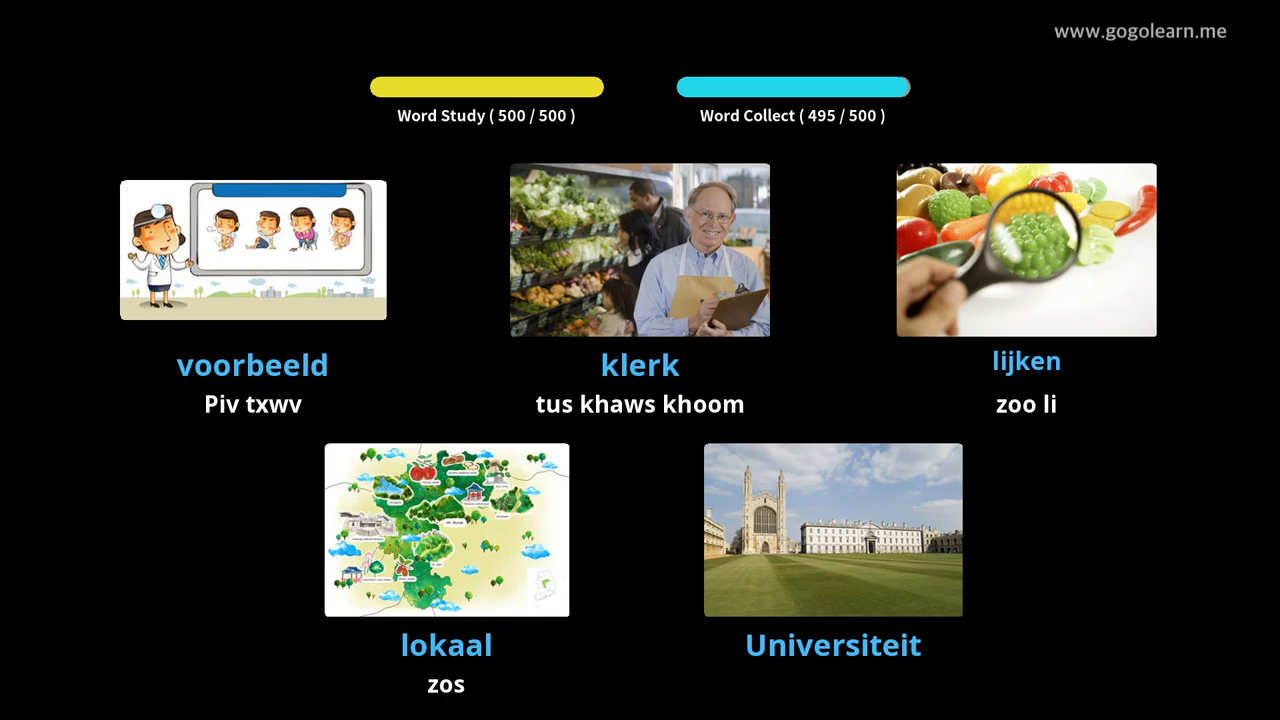 www.gogolearn.me
Word Study ( 500 / 500 )
Word Collect ( 495 / 500 )
voorbeeld
Piv txwv
klerk
tus khaws khoom
lijken
zoo li
lokaal
zos
Universiteit